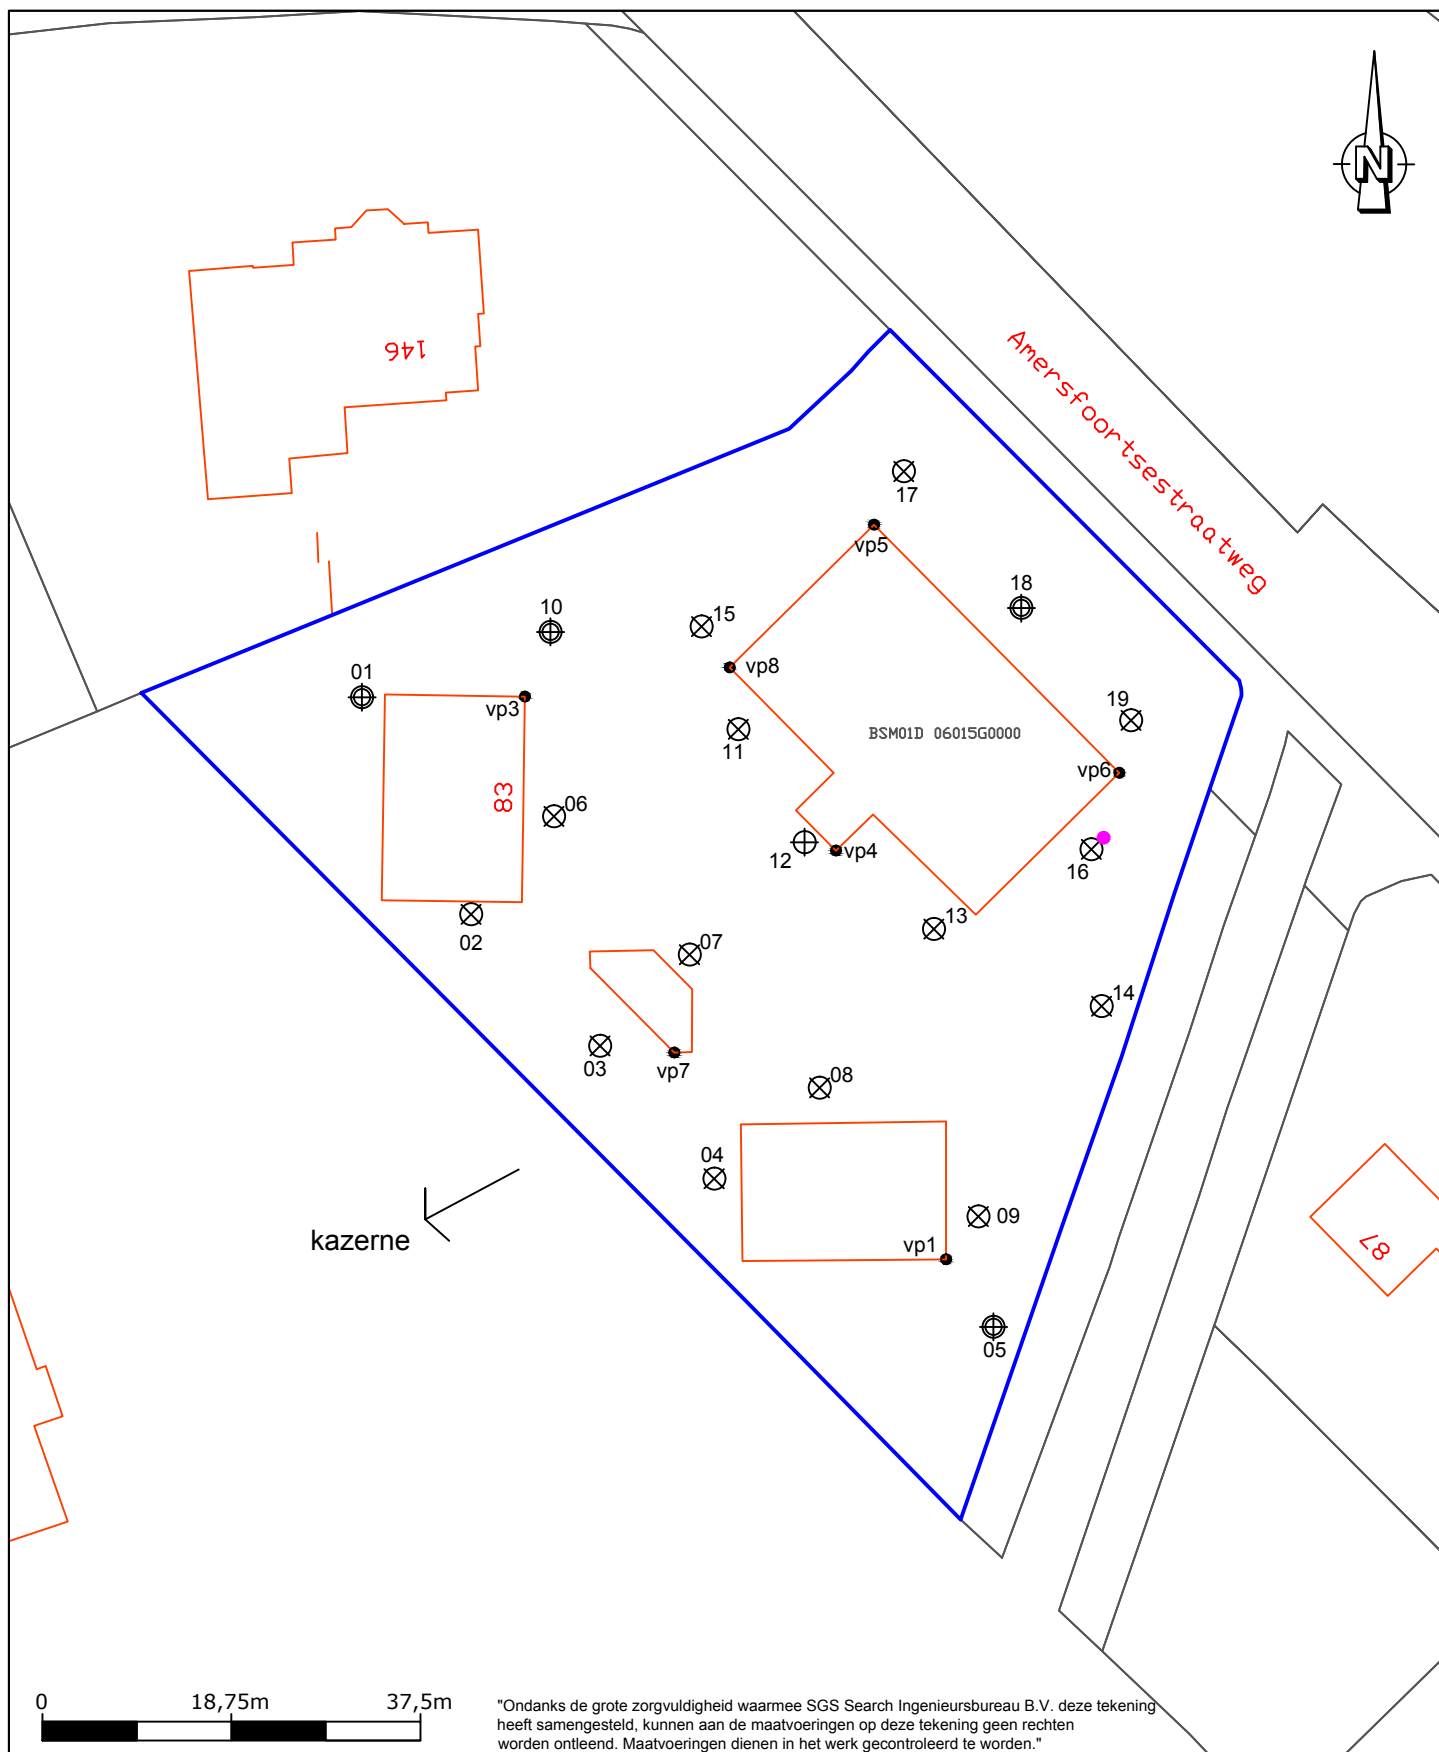 N
146
Amersfoortsestraatweg
17
vp5
18
10
15
01
vp8
vp3
19
11
BSM01D 06015G0000
vp6
83
06
12
vp4
16
02
13
07
14
03
vp7
08
04
09
kazerne
vp1
87
05
0 18,75m 37,5m
"Ondanks de grote zorgvuldigheid waarmee SGS Search Ingenieursbureau B.V. deze tekening
heeft samengesteld, kunnen aan de maatvoeringen op deze tekening geen rechten
worden ontleend. Maatvoeringen dienen in het werk gecontroleerd te worden."